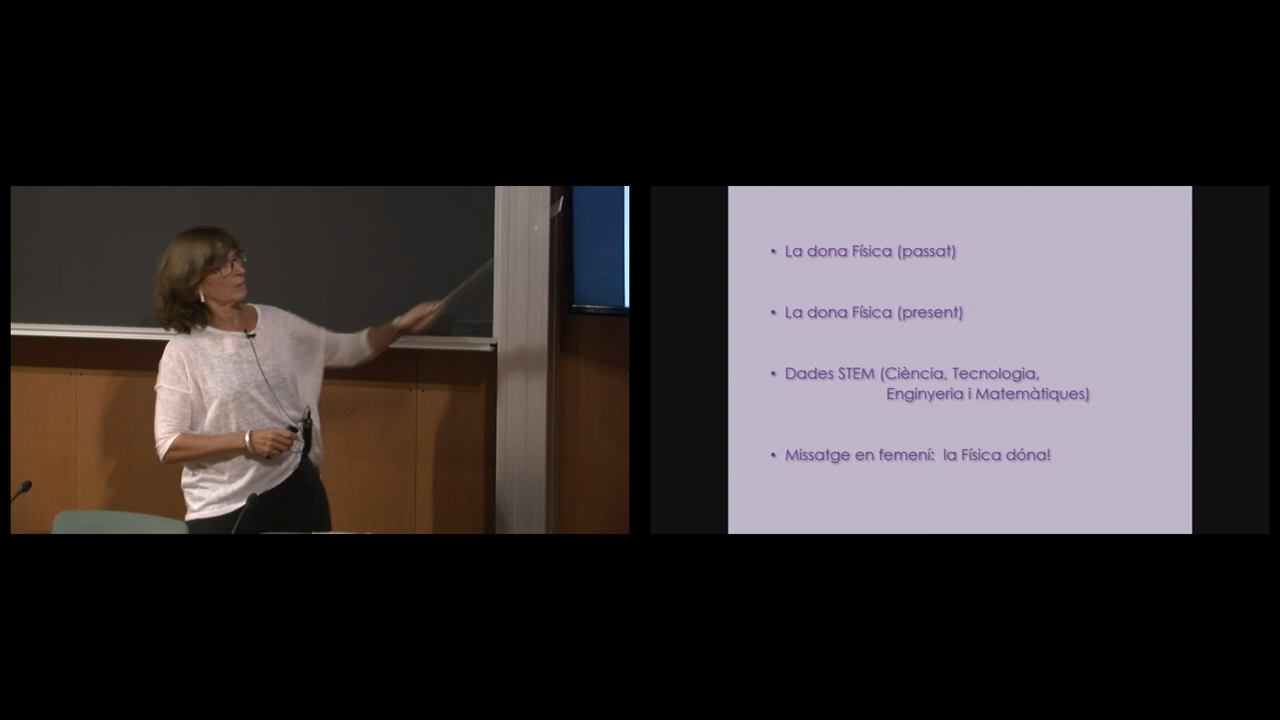 • La dona Física (passat)
• La dona Física (present)
• Dades STEM (Ciència, Tecnologia,
Enginyeria i Matemàtiques)
• Missatge en femení: la Física dóna!